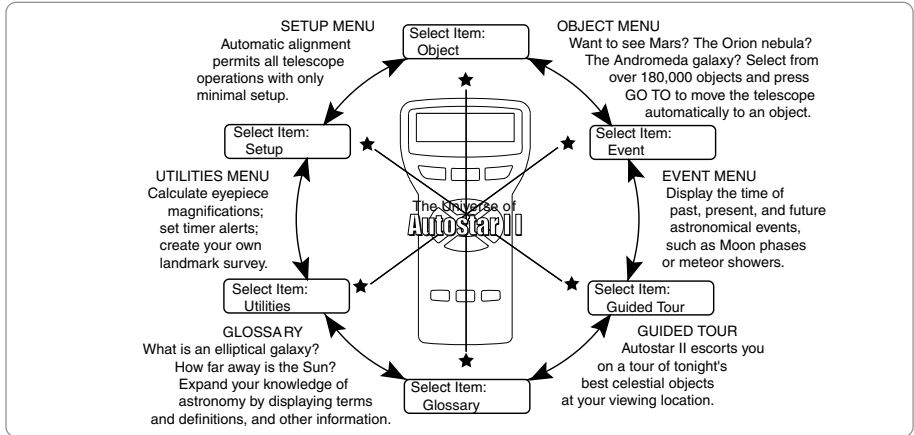 SETUP MENU
Automatic alignment
permits all telescope
operations with only
minimal setup.
Select Item:
Object
OBJECT MENU
Want to see Mars? The Orion nebula?
The Andromeda galaxy? Select from
over 180,000 objects and press
GO TO to move the telescope
automatically to an object.
Select Item:
Setup
Select Item:
Event
UTILITIES MENU
Calculate eyepiece
magnifications;
set timer alerts;
create your own
landmark survey.
The Universe of
Autostar II
EVENT MENU
Display the time of
past, present, and future
astronomical events,
such as Moon phases
or meteor showers.
Select Item:
Utilities
Select Item:
Guided Tour
GLOSSARY
What is an elliptical galaxy?
How far away is the Sun?
Expand your knowledge of
astronomy by displaying terms
and definitions, and other information.
Select Item:
Glossary
GUIDED TOUR
Autostar II escorts you
on a tour of tonight's
best celestial objects
at your viewing location.